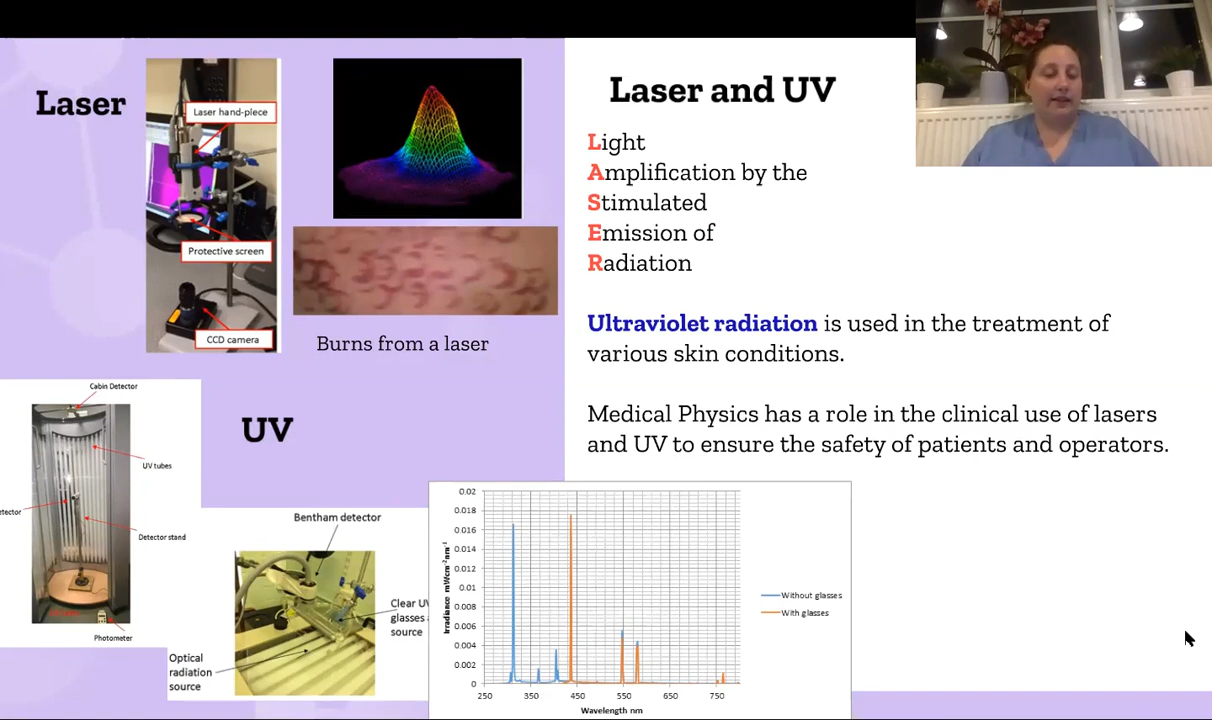 Laser
Laser hand-piece
Protective screen
CCD camera
Burns from a laser
Laser and UV
Light
Amplification by the
Stimulated
Emission of
Radiation
Ultraviolet radiation is used in the treatment of
various skin conditions.
Medical Physics has a role in the clinical use of lasers
and UV to ensure the safety of patients and operators.
UV
Cabin Detector
UV tubes
etector
Detector stand
Photometer
Bentham detector
Clear UV
glasses
source
Optical
radiation
source
Irradiance mWcm-2nm-1
0.02
0.018
0.016
0.014
0.012
0.01
0.008
0.006
0.004
0.002
0
250 350 450 550 650 750
Wavelength nm
Without glasses
With glasses